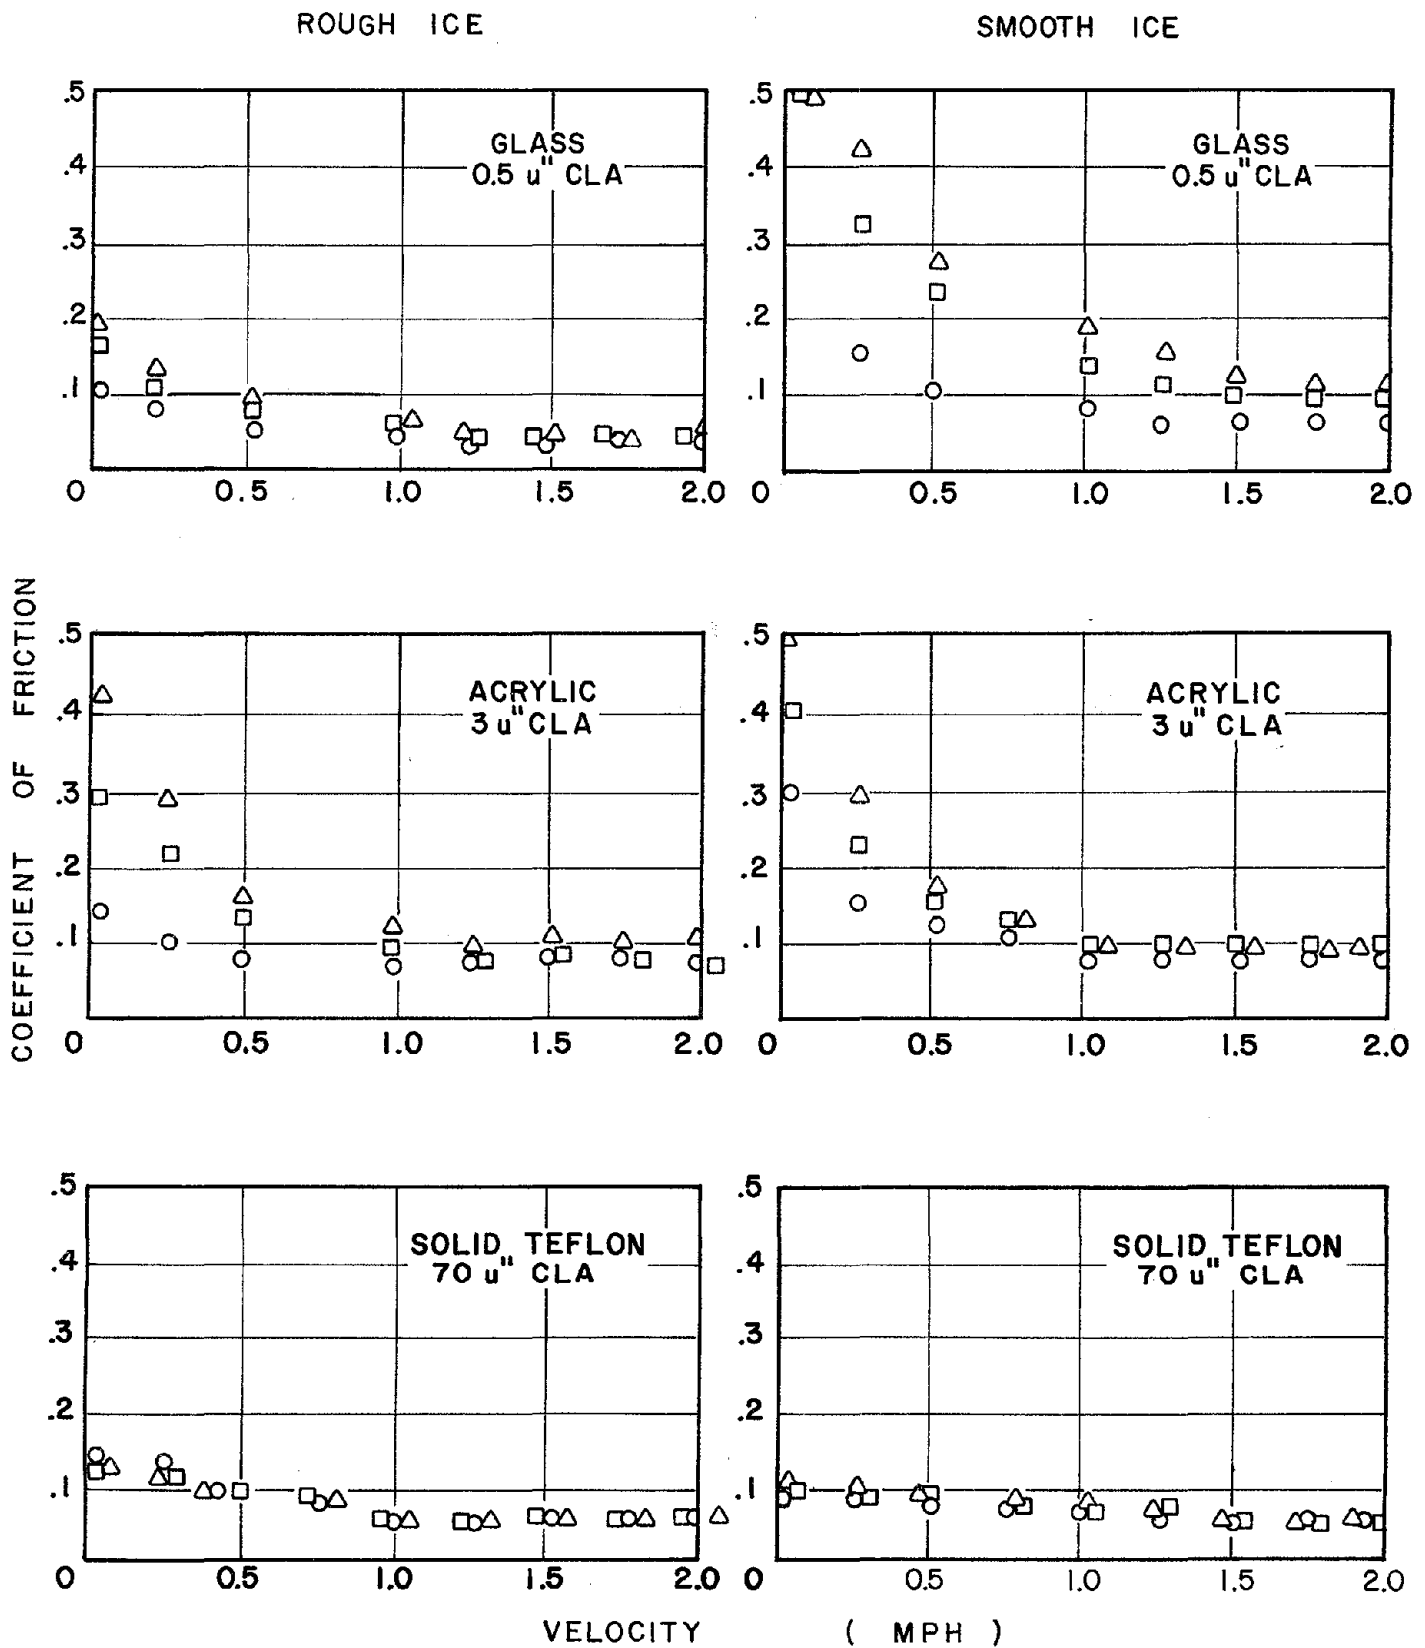 ROUGH ICE
SMOOTH ICE
.5
.4
.3
.2
.1
GLASS
0.5 u" CLA
0 0.5 1.0 1.5 2.0
.5
.4
.3
.2
.1
GLASS
0.5 u" CLA
0 0.5 1.0 1.5 2.0
COEFFICIENT OF FRICTION
.5
.4
.3
.2
.1
ACRYLIC
3 u" CLA
0 0.5 1.0 1.5 2.0
.5
.4
.3
.2
.1
ACRYLIC
3 u" CLA
0 0.5 1.0 1.5 2.0
.5
.4
.3
.2
.1
SOLID TEFLON
70 u" CLA
0 0.5 1.0 1.5 2.0
.5
.4
.3
.2
.1
SOLID TEFLON
70 u" CLA
0 0.5 1.0 1.5 2.0
VELOCITY ( MPH )